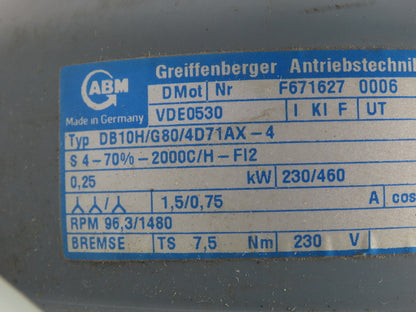 ABM
Made in Germany
Greiffenberger Antriebstechnik
DMot Nr F671627 0006
VDE0530 I KI F UT
Typ DB10H/G80/4D71AX-4
S 4-70%-2000C/H-FI2
0,25 kW 230/460
⅄⅄/⅄ 1,5/0,75 A cos
RPM 96,3/1480
BREMSE TS 7,5 Nm 230 V